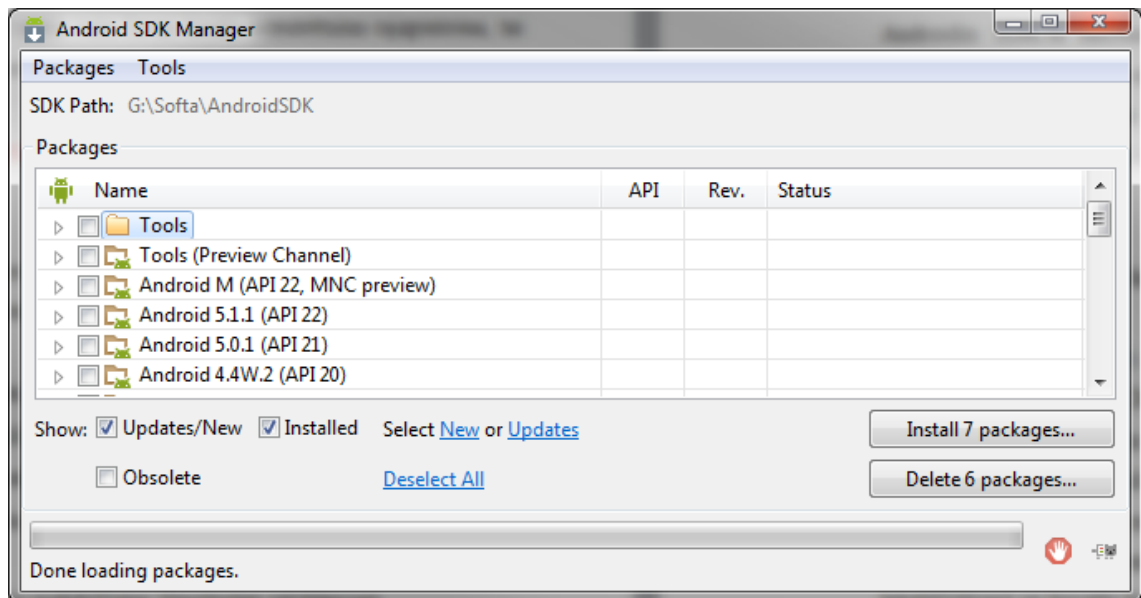 Android SDK Manager
Packages Tools
SDK Path: G:\Softa\AndroidSDK
Packages
Name API Rev. Status
Tools
Tools (Preview Channel)
Android M (API 22, MNC preview)
Android 5.1.1 (API 22)
Android 5.0.1 (API 21)
Android 4.4W.2 (API 20)
Show: Updates/New Installed Select New or Updates Install 7 packages...
Obsolete Deselect All Delete 6 packages...
Done loading packages.